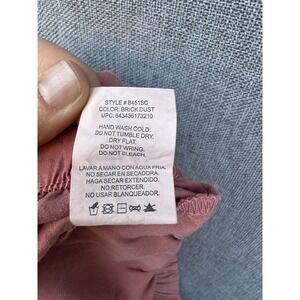 STYLE # 8451SC
COLOR: BRICK DUST
UPC: 843436173210
HAND WASH COLD.
DO NOT TUMBLE DRY.
DRY FLAT.
DO NOT WRING.
DO NOT BLEACH.
LAVAR A MANO CON AGUA FRIA.
NO SECAR EN SECADORA.
HAGA SECAR EXTENDIDO.
NO RETORCER.
NO USAR BLANQUEADOR.